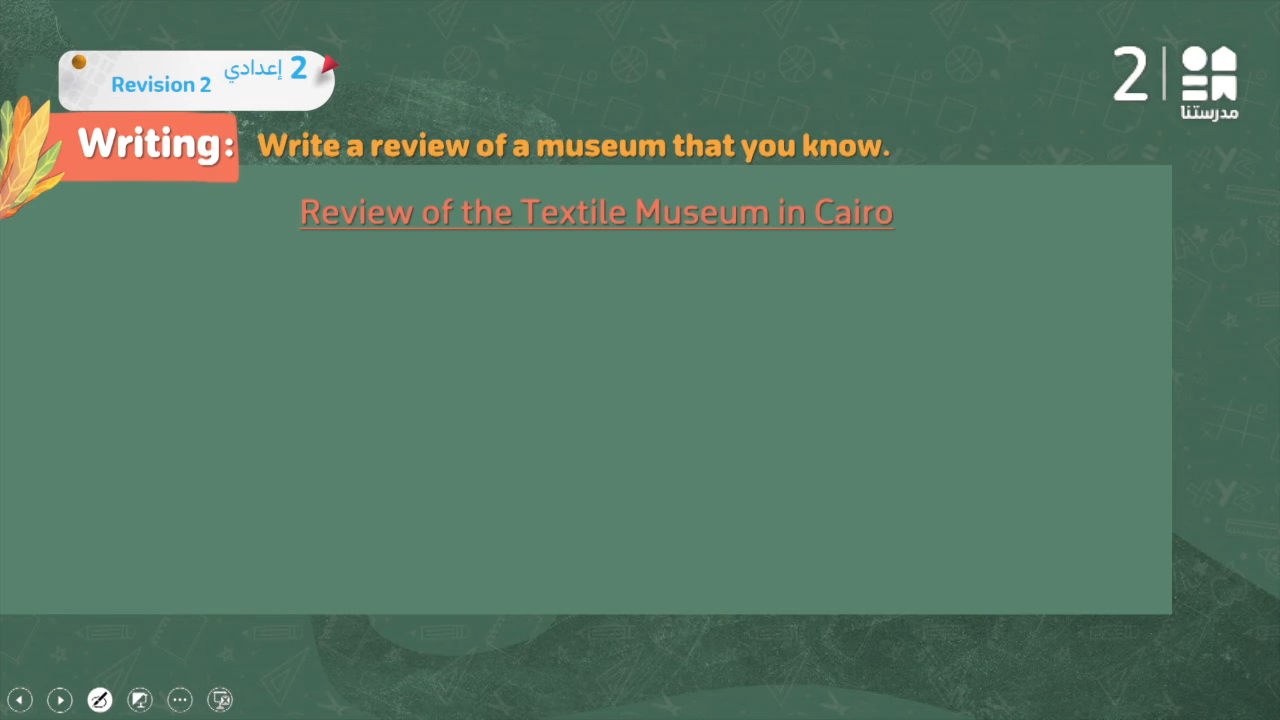 2 إعدادي
Revision 2
2
مدرستنا
Writing:
Write a review of a museum that you know.
Review of the Textile Museum in Cairo